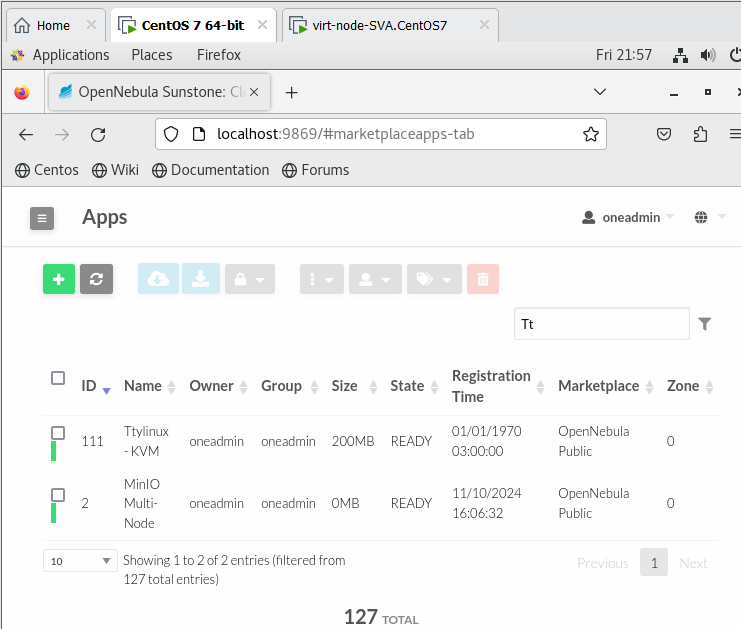 Home
CentOS 7 64-bit
virt-node-SVA.CentOS7
Applications Places Firefox Fri 21:57
OpenNebula Sunstone: Clo
localhost:9869/#marketplaceapps-tab
Centos Wiki Documentation Forums
Apps
oneadmin
Tt
ID Name Owner Group Size State Registration Time Marketplace Zone
111 Ttylinux - KVM oneadmin oneadmin 200MB READY 01/01/1970 03:00:00 OpenNebula Public 0
2 MinIO Multi-Node oneadmin oneadmin 0MB READY 11/10/2024 16:06:32 OpenNebula Public 0
10
Showing 1 to 2 of 2 entries (filtered from
127 total entries)
Previous 1 Next
127 TOTAL